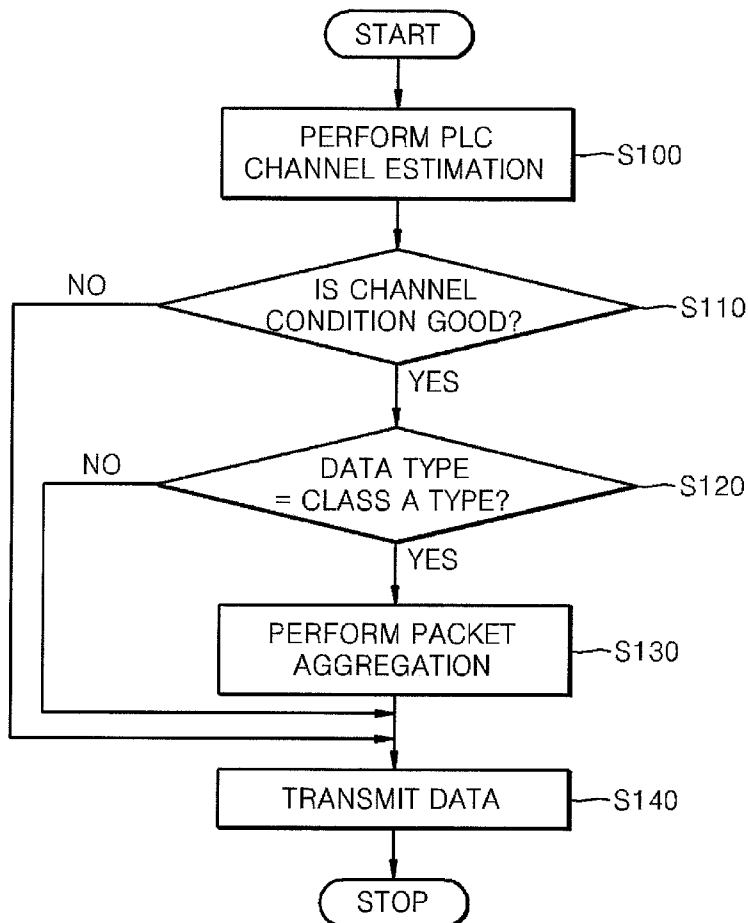 START
PERFORM PLC
CHANNEL ESTIMATION
S100
NO
IS CHANNEL
CONDITION GOOD?
S110
YES
NO
DATA TYPE
= CLASS A TYPE?
S120
YES
PERFORM PACKET
AGGREGATION
S130
TRANSMIT DATA
S140
STOP